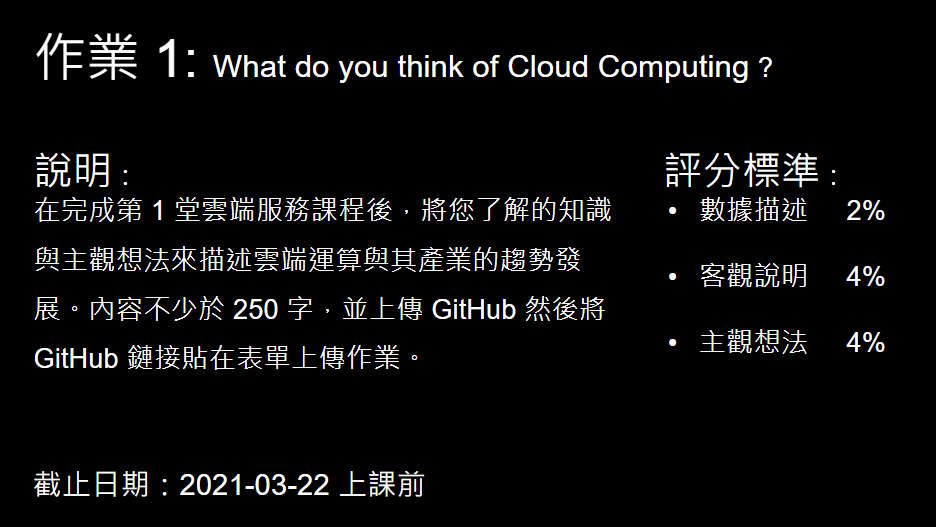 作業 1: What do you think of Cloud Computing ?
說明 :
在完成第 1 堂雲端服務課程後，將您了解的知識
與主觀想法來描述雲端運算與其產業的趨勢發
展。內容不少於 250 字，並上傳 GitHub 然後將
GitHub 鏈接貼在表單上傳作業。
評分標準 :
• 數據描述 2%
• 客觀說明 4%
• 主觀想法 4%
截止日期：2021-03-22 上課前